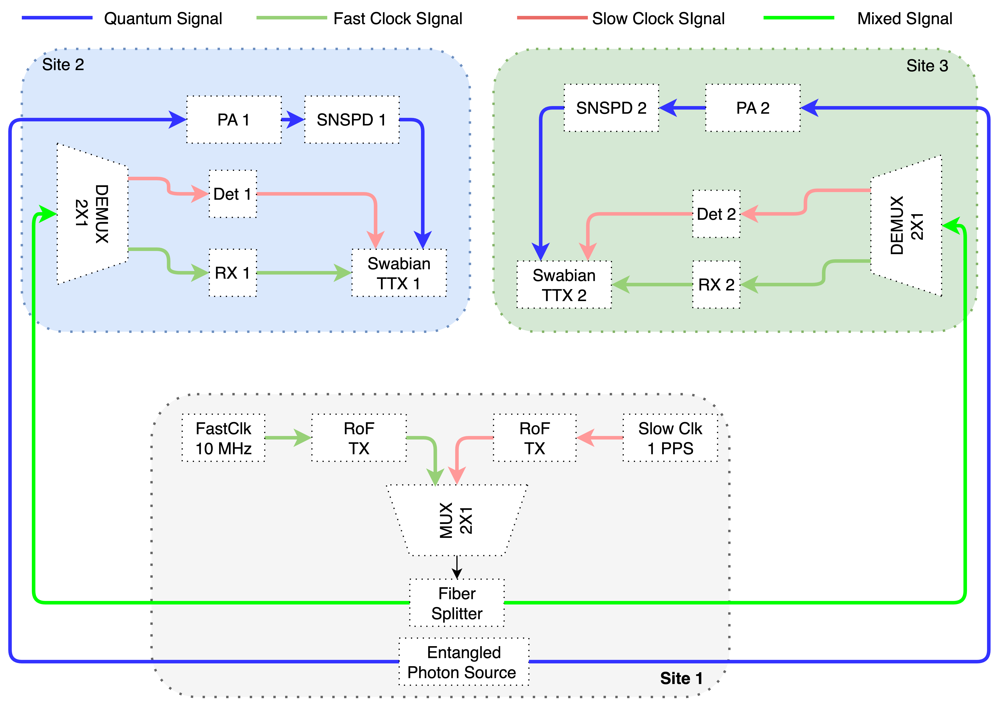 Quantum Signal
Fast Clock SIgnal
Slow Clock SIgnal
Mixed SIgnal
Site 2
PA 1
SNSPD 1
DEMUX
2X1
Det 1
RX 1
Swabian
TTX 1
Site 3
SNSPD 2
PA 2
Det 2
DEMUX
2X1
Swabian
TTX 2
RX 2
FastClk
10 MHz
RoF
TX
RoF
TX
Slow Clk
1 PPS
MUX
2X1
Fiber
Splitter
Entangled
Photon Source
Site 1